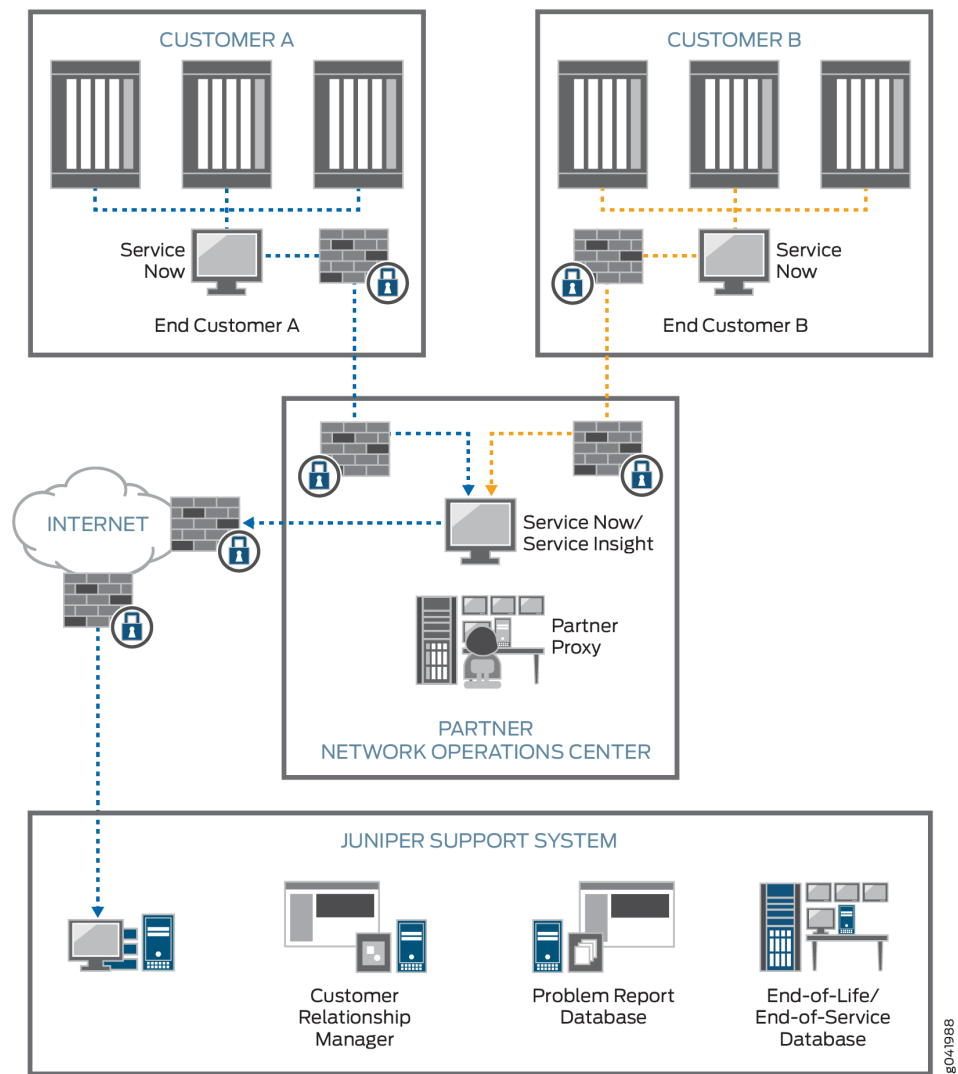 CUSTOMER A
CUSTOMER B
Service
Now
End Customer A
Service
Now
End Customer B
INTERNET
Service Now/
Service Insight
Partner
Proxy
PARTNER
NETWORK OPERATIONS CENTER
JUNIPER SUPPORT SYSTEM
Customer
Relationship
Manager
Problem Report
Database
End-of-Life/
End-of-Service
Database
g041988